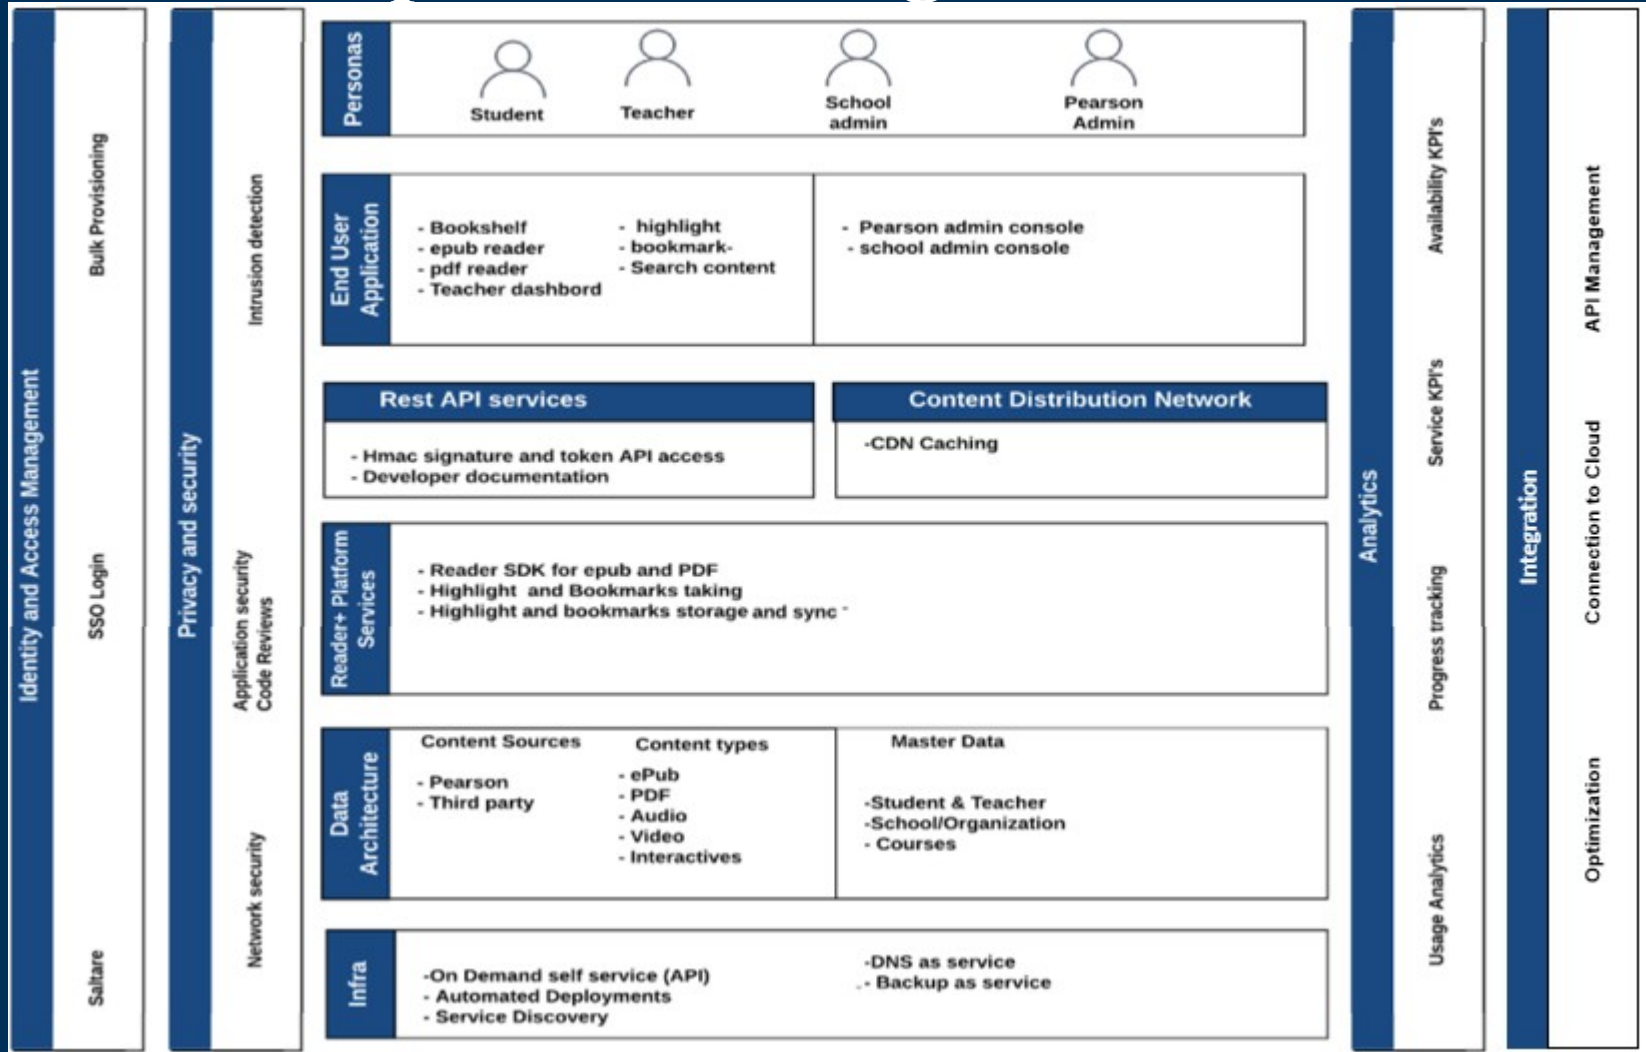 Identity and Access Management
Bulk Provisioning
SSO Login
Saltare
Privacy and security
Intrusion detection
Application security
Code Reviews
Network security
Personas
Student
Teacher
School
admin
Pearson
Admin
End User
Application
- Bookshelf
- epub reader
- pdf reader
- Teacher dashbord
- highlight
- bookmark-
- Search content
- Pearson admin console
- school admin console
Rest API services
- Hmac signature and token API access
- Developer documentation
Content Distribution Network
-CDN Caching
Reader+ Platform
Services
- Reader SDK for epub and PDF
- Highlight and Bookmarks taking
- Highlight and bookmarks storage and sync -
Data
Architecture
Content Sources
- Pearson
- Third party
Content types
- ePub
- PDF
- Audio
- Video
- Interactives
Master Data
-Student & Teacher
-School/Organization
- Courses
Infra
-On Demand self service (API)
- Automated Deployments
- Service Discovery
-DNS as service
.- Backup as service
Analytics
Availability KPI's
Service KPI's
Progress tracking
Usage Analytics
Integration
API Management
Connection to Cloud
Optimization